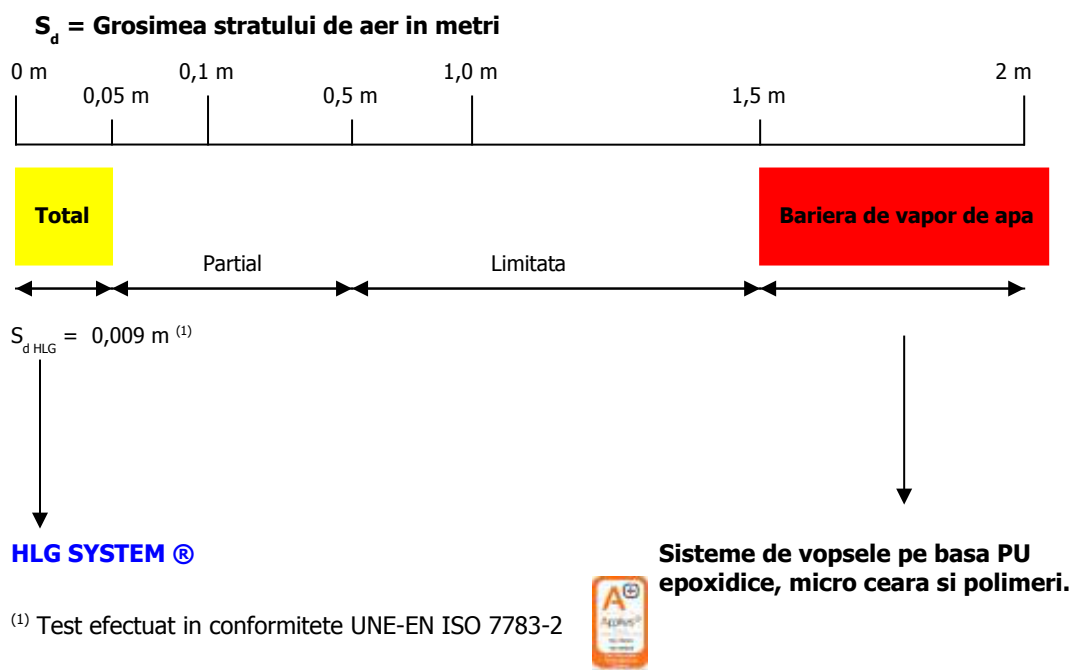 Sd = Grosimea stratului de aer in metri
0 m 0,1 m 1,0 m 2 m
0,05 m 0,5 m 1,5 m
Total
Bariera de vapor de apa
Partial Limitata
Sd HLG = 0,009 m (1)
HLG SYSTEM ®
Sisteme de vopsele pe basa PU
epoxidice, micro ceara si polimeri.
A+
Applus⊕
(1) Test efectuat in conformitete UNE-EN ISO 7783-2